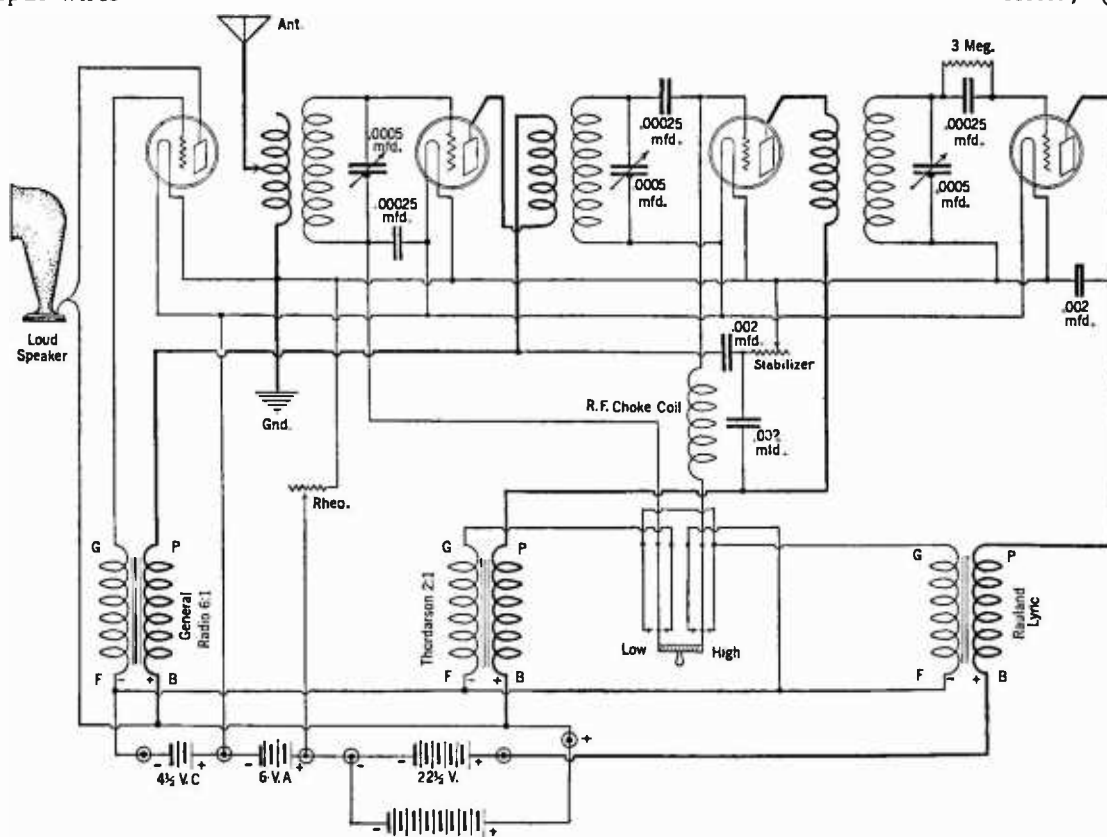 Ant.
3 Meg.
.0005
mfd.
.00025
mfd.
.00025
mfd.
.0005
mfd.
.00025
mfd.
.0005
mfd.
.002
mfd.
Loud
Speaker
Gnd.
.002
mfd.
Stabilizer
R.F. Choke Coil
.002
mfd.
Rheo.
G
P
General
Radio 6:1
F
-
+
B
G
P
Thordarson 2:1
F
-
+
B
Low
High
G
P
Rauland
Lyric
F
-
+
B
- +
4½ V.C
- +
6 V.A
- +
22½ V.
+
- +